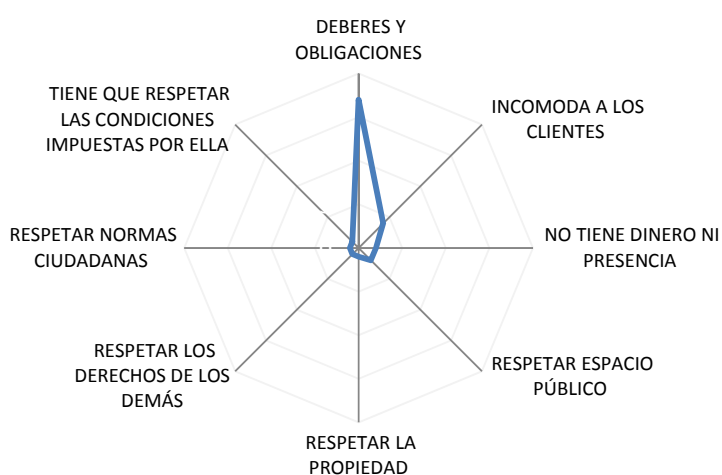 DEBERES Y
OBLIGACIONES
INCOMODA A LOS
CLIENTES
NO TIENE DINERO NI
PRESENCIA
RESPETAR ESPACIO
PÚBLICO
RESPETAR LA
PROPIEDAD
RESPETAR LOS
DERECHOS DE LOS
DEMÁS
RESPETAR NORMAS
CIUDADANAS
TIENE QUE RESPETAR
LAS CONDICIONES
IMPUESTAS POR ELLA